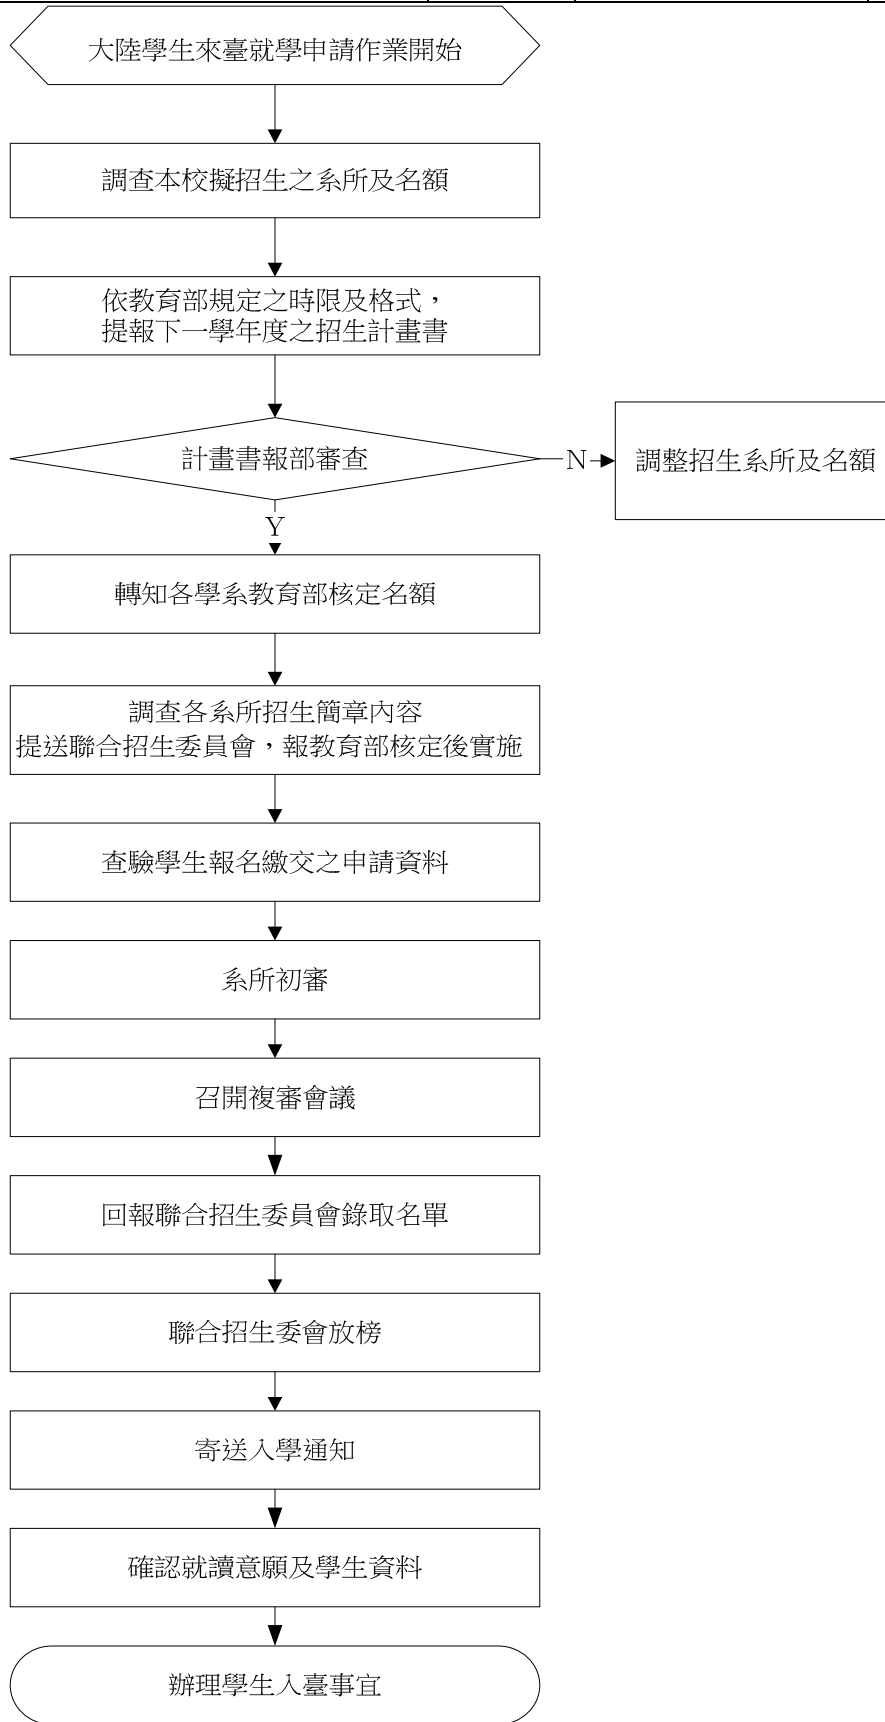 大陸學生來臺就學申請作業開始
調查本校擬招生之系所及名額
依教育部規定之時限及格式，
提報下一學年度之招生計畫書
計畫書報部審查
N
調整招生系所及名額
Y
轉知各學系教育部核定名額
調查各系所招生簡章內容
提送聯合招生委員會，報教育部核定後實施
查驗學生報名繳交之申請資料
系所初審
召開複審會議
回報聯合招生委員會錄取名單
聯合招生委會放榜
寄送入學通知
確認就讀意願及學生資料
辦理學生入臺事宜